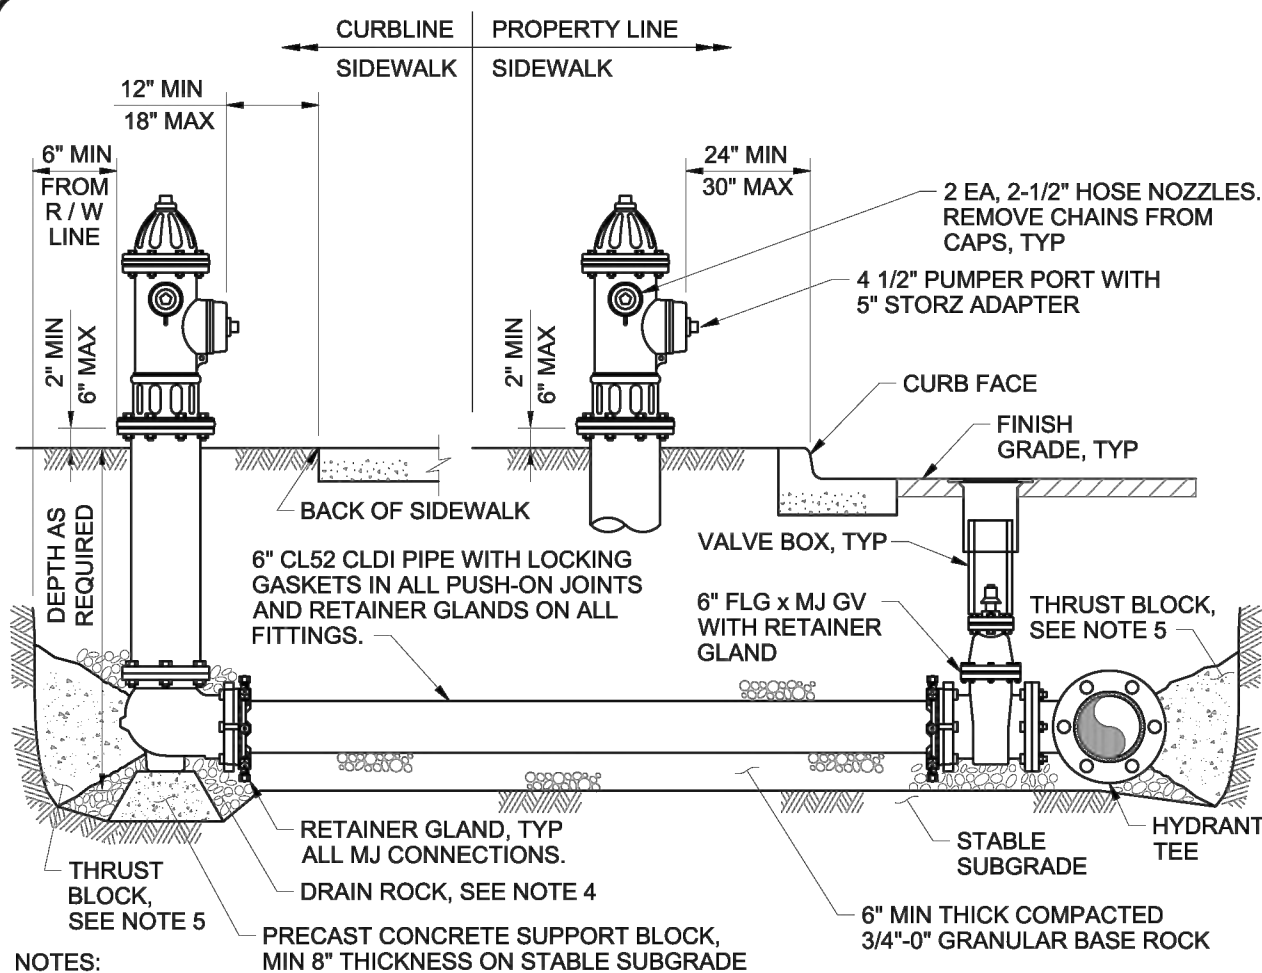 CURBLINE
PROPERTY LINE
SIDEWALK
SIDEWALK
12" MIN
18" MAX
6" MIN
FROM
R / W
LINE
24" MIN
30" MAX
2 EA, 2-1/2" HOSE NOZZLES.
REMOVE CHAINS FROM
CAPS, TYP
4 1/2" PUMPER PORT WITH
5" STORZ ADAPTER
2" MIN
6" MAX
2" MIN
6" MAX
CURB FACE
FINISH
GRADE, TYP
BACK OF SIDEWALK
DEPTH AS
REQUIRED
VALVE BOX, TYP
6" CL52 CLDI PIPE WITH LOCKING
GASKETS IN ALL PUSH-ON JOINTS
AND RETAINER GLANDS ON ALL
FITTINGS.
6" FLG x MJ GV
WITH RETAINER
GLAND
THRUST BLOCK,
SEE NOTE 5
RETAINER GLAND, TYP
ALL MJ CONNECTIONS.
HYDRANT
TEE
STABLE
SUBGRADE
THRUST
BLOCK,
SEE NOTE 5
DRAIN ROCK, SEE NOTE 4
6" MIN THICK COMPACTED
3/4"-0" GRANULAR BASE ROCK
PRECAST CONCRETE SUPPORT BLOCK,
MIN 8" THICKNESS ON STABLE SUBGRADE
NOTES: